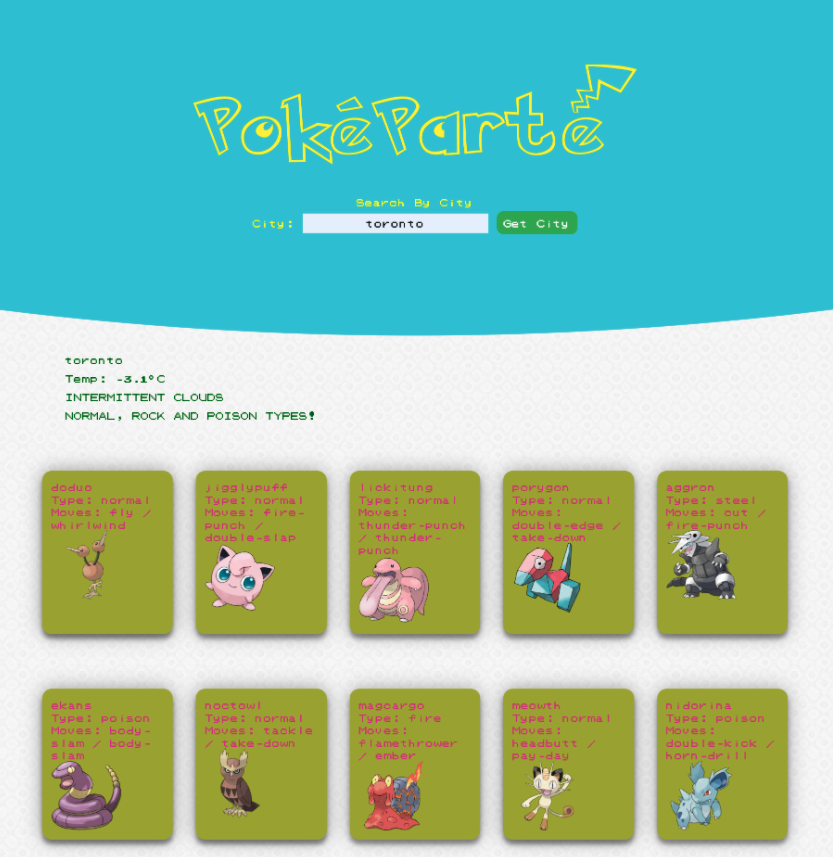 PokéParte
Search By City
City: toronto Get City
toronto
Temp: -3.1°C
INTERMITTENT CLOUDS
NORMAL, ROCK AND POISON TYPES!
doduo
Type: normal
Moves: fly /
whirlwind
jigglypuff
Type: normal
Moves: fire-
punch /
double-slap
lickitung
Type: normal
Moves:
thunder-punch
/ thunder-
punch
porygon
Type: normal
Moves:
double-edge /
take-down
aggron
Type: steel
Moves: cut /
fire-punch
ekans
Type: poison
Moves: body-
slam / body-
slam
noctowl
Type: normal
Moves: tackle
/ take-down
magcargo
Type: fire
Moves:
flamethrower
/ ember
meowth
Type: normal
Moves:
headbutt /
pay-day
nidorina
Type: poison
Moves:
double-kick /
horn-drill